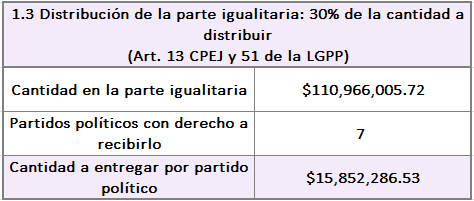 1.3 Distribución de la parte igualitaria: 30% de la cantidad a
distribuir
(Art. 13 CPEJ y 51 de la LGPP)
Cantidad en la parte igualitaria
$110,966,005.72
Partidos políticos con derecho a
recibirlo
7
Cantidad a entregar por partido
político
$15,852,286.53